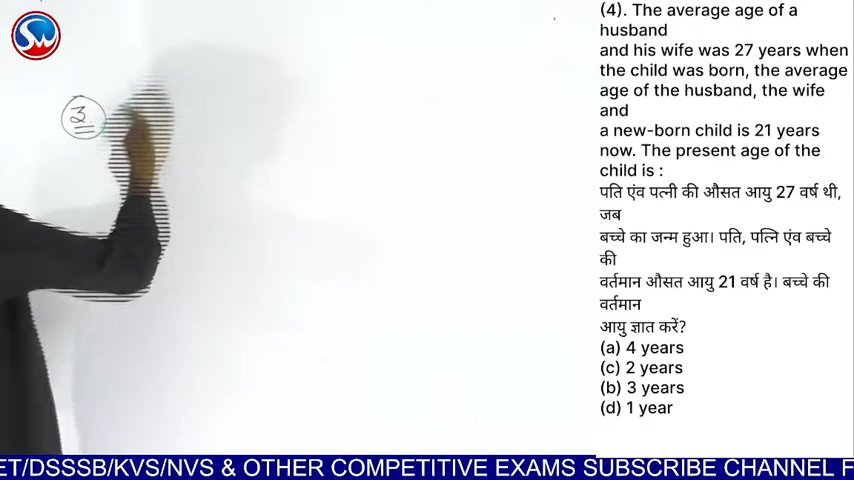 SW
3.
(4). The average age of a
husband
and his wife was 27 years when
the child was born, the average
age of the husband, the wife
and
a new-born child is 21 years
now. The present age of the
child is :
पति एंव पत्नी की औसत आयु 27 वर्ष थी,
जब
बच्चे का जन्म हुआ। पति, पत्नि एंव बच्चे
की
वर्तमान औसत आयु 21 वर्ष है। बच्चे की
वर्तमान
आयु ज्ञात करें?
(a) 4 years
(c) 2 years
(b) 3 years
(d) 1 year
ET/DSSSB/KVS/NVS & OTHER COMPETITIVE EXAMS SUBSCRIBE CHANNEL F